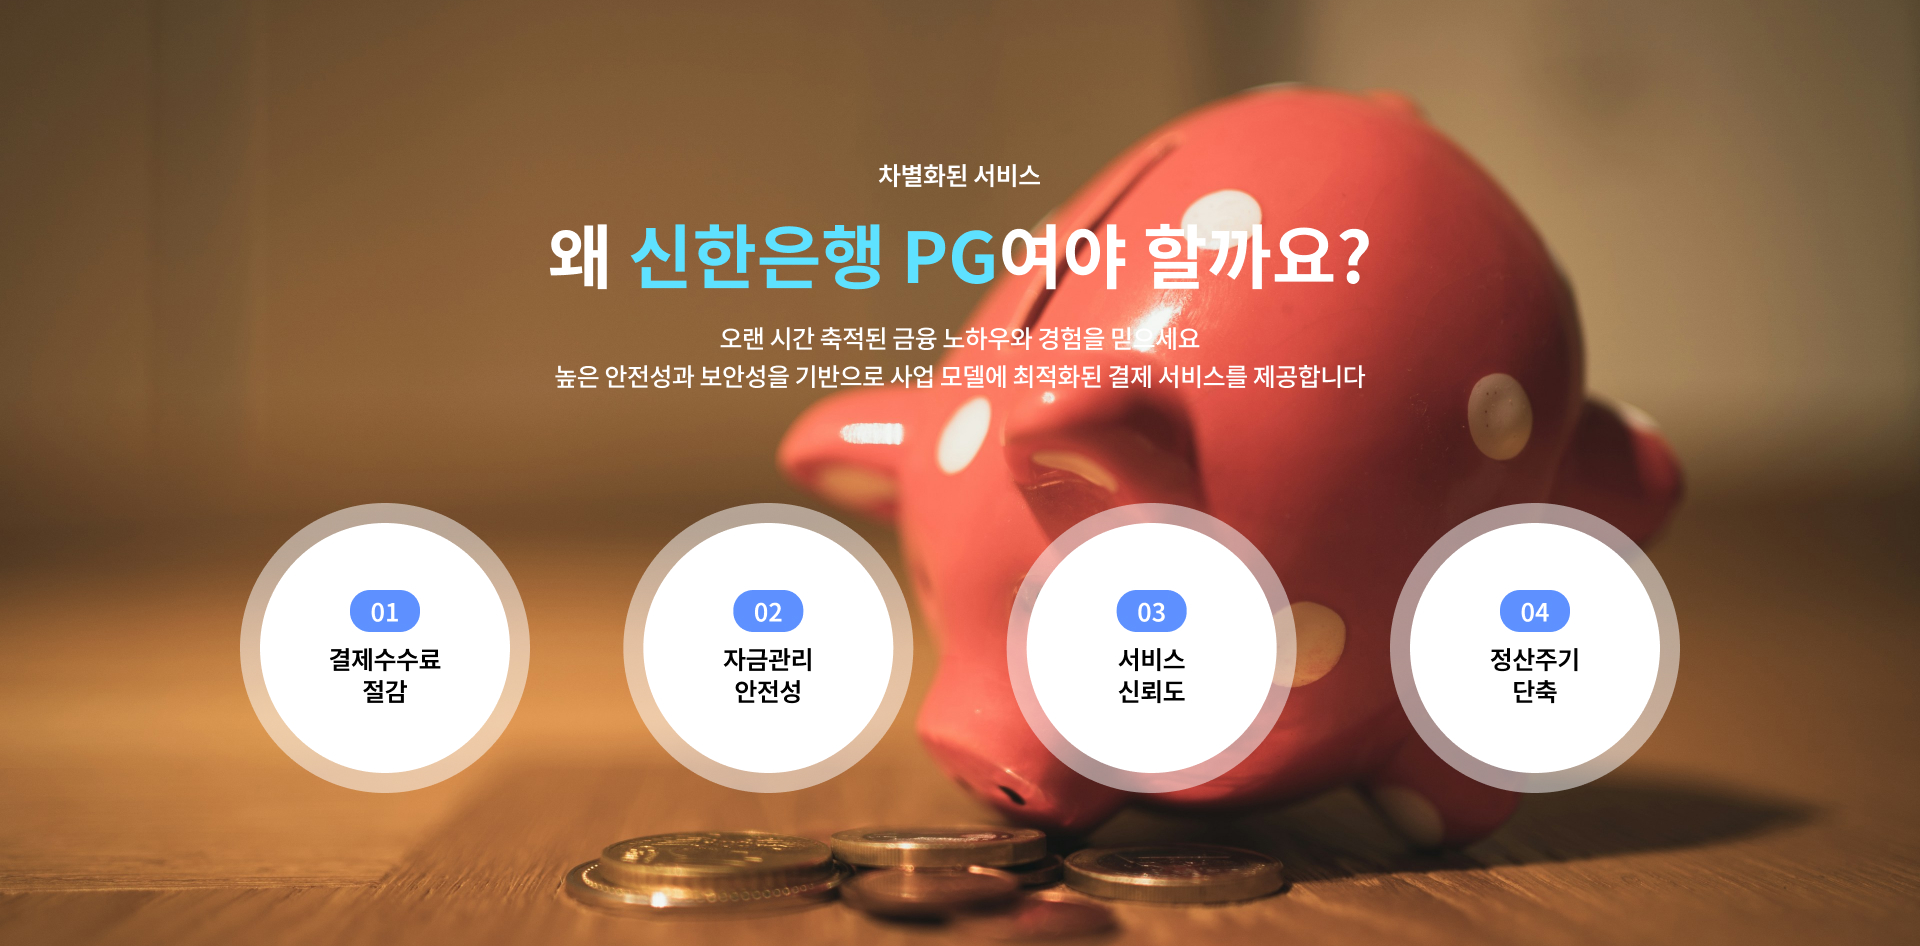 차별화된 서비스
왜 신한은행 PG여야 할까요?
오랜 시간 축적된 금융 노하우와 경험을 믿으세요
높은 안전성과 보안성을 기반으로 사업 모델에 최적화된 결제 서비스를 제공합니다
01
결제수수료
절감
02
자금관리
안전성
03
서비스
신뢰도
04
정산주기
단축